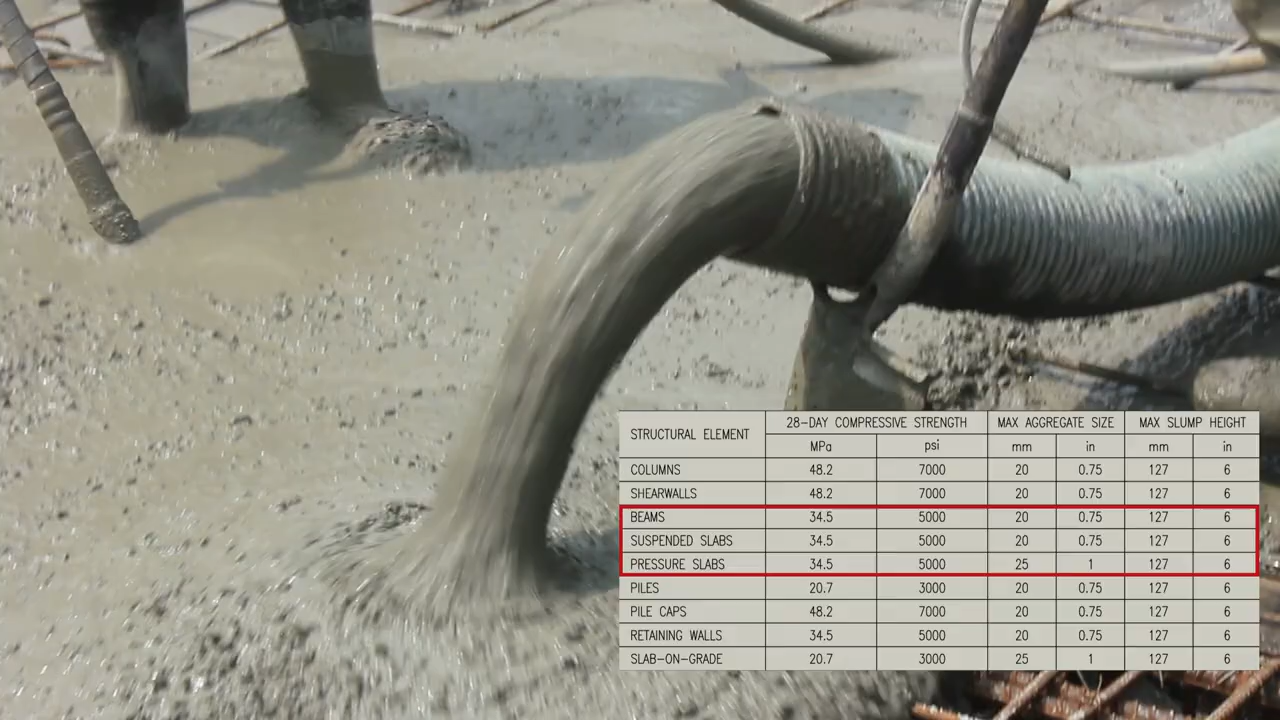 STRUCTURAL ELEMENT 28-DAY COMPRESSIVE STRENGTH MAX AGGREGATE SIZE MAX SLUMP HEIGHT
MPa psi mm in mm in
COLUMNS 48.2 7000 20 0.75 127 6
SHEARWALLS 48.2 7000 20 0.75 127 6
BEAMS 34.5 5000 20 0.75 127 6
SUSPENDED SLABS 34.5 5000 20 0.75 127 6
PRESSURE SLABS 34.5 5000 25 1 127 6
PILES 20.7 3000 20 0.75 127 6
PILE CAPS 48.2 7000 20 0.75 127 6
RETAINING WALLS 34.5 5000 20 0.75 127 6
SLAB-ON-GRADE 20.7 3000 25 1 127 6